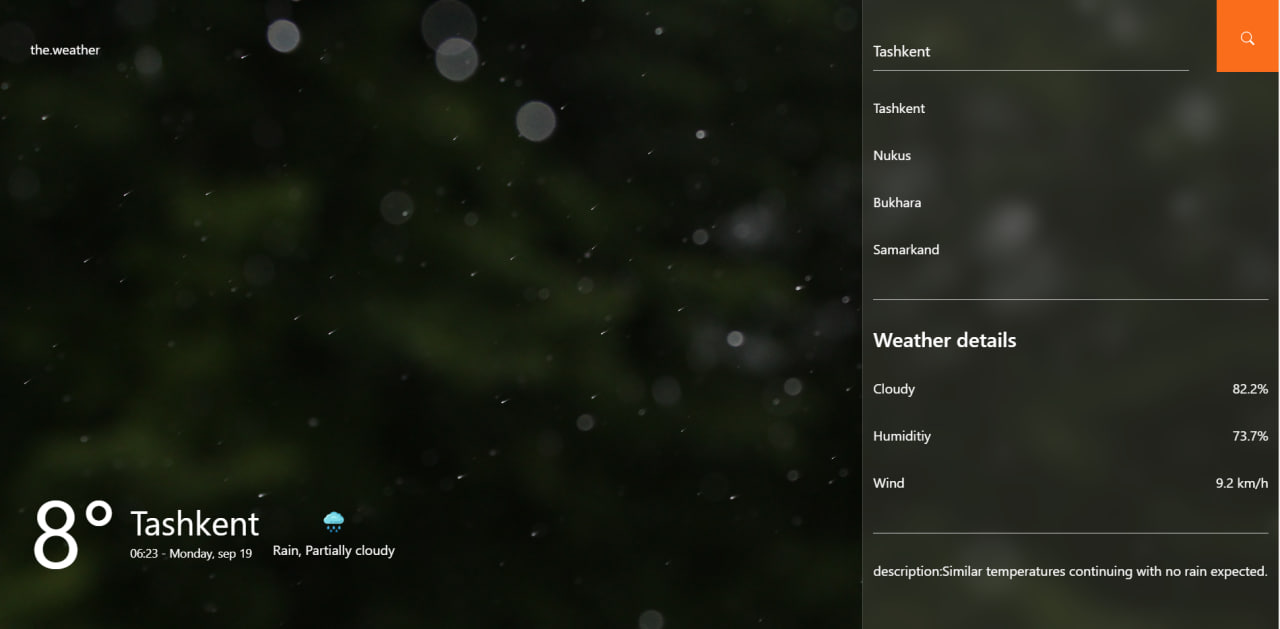 the.weather
8°
Tashkent
06:23 - Monday, sep 19
Rain, Partially cloudy
Tashkent
Tashkent
Nukus
Bukhara
Samarkand
Weather details
Cloudy 82.2%
Humiditiy 73.7%
Wind 9.2 km/h
description:Similar temperatures continuing with no rain expected.